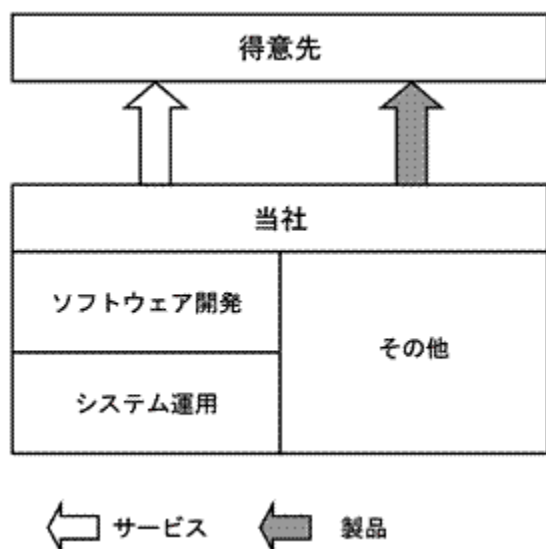 得意先
当社
ソフトウェア開発
その他
システム運用
サービス
製品